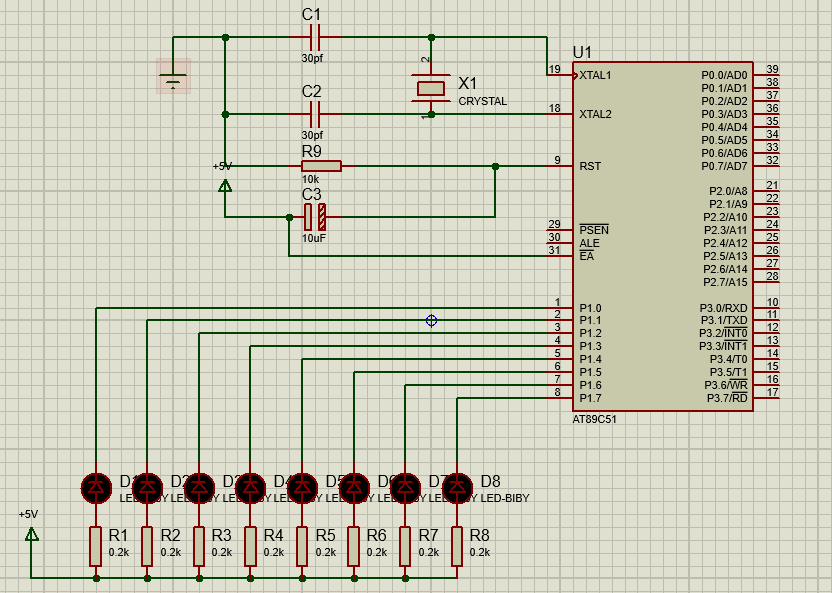 C1
30pf
2
X1
CRYSTAL
1
C2
30pf
R9
10k
+5V
C3
10uF
U1
19 XTAL1
18 XTAL2
9 RST
29 PSEN
30 ALE
31 EA
1 P1.0
2 P1.1
3 P1.2
4 P1.3
5 P1.4
6 P1.5
7 P1.6
8 P1.7
P0.0/AD0 39
P0.1/AD1 38
P0.2/AD2 37
P0.3/AD3 36
P0.4/AD4 35
P0.5/AD5 34
P0.6/AD6 33
P0.7/AD7 32
P2.0/A8 21
P2.1/A9 22
P2.2/A10 23
P2.3/A11 24
P2.4/A12 25
P2.5/A13 26
P2.6/A14 27
P2.7/A15 28
P3.0/RXD 10
P3.1/TXD 11
P3.2/INT0 12
P3.3/INT1 13
P3.4/T0 14
P3.5/T1 15
P3.6/WR 16
P3.7/RD 17
AT89C51
D1 D2 D3 D4 D5 D6 D7 D8
LED-BIBY
+5V
R1 R2 R3 R4 R5 R6 R7 R8
0.2k 0.2k 0.2k 0.2k 0.2k 0.2k 0.2k 0.2k